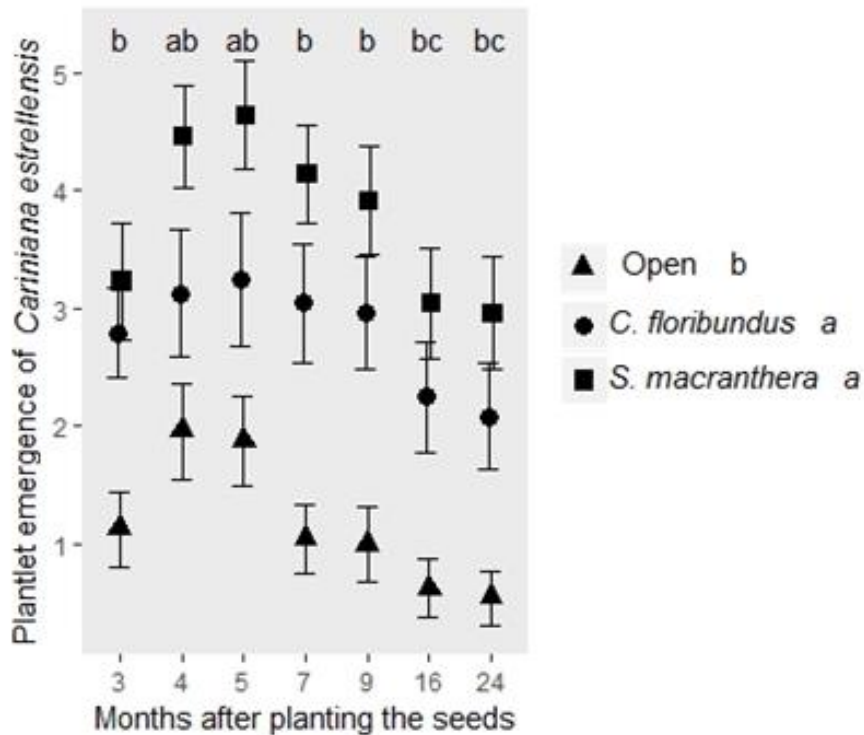 Plantlet emergence of Cariniana estrellensis
b ab ab b b bc bc
5
4
3
2
1
3 4 5 7 9 16 24
Months after planting the seeds
Open b
C. floribundus a
S. macranthera a